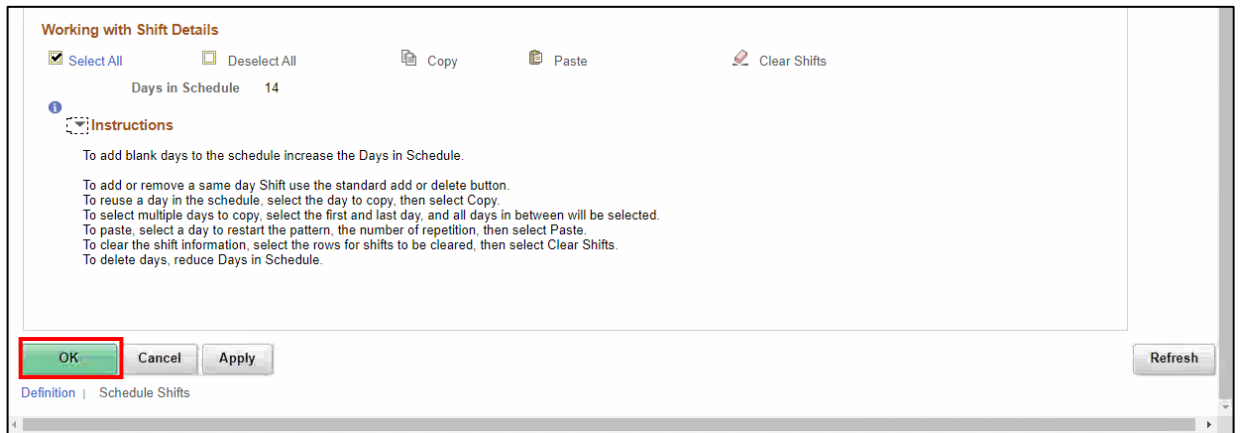 Working with Shift Details
Select All Deselect All Copy Paste Clear Shifts
Days in Schedule 14
Instructions
To add blank days to the schedule increase the Days in Schedule.
To add or remove a same day Shift use the standard add or delete button.
To reuse a day in the schedule, select the day to copy, then select Copy.
To select multiple days to copy, select the first and last day, and all days in between will be selected.
To paste, select a day to restart the pattern, the number of repetition, then select Paste.
To clear the shift information, select the rows for shifts to be cleared, then select Clear Shifts.
To delete days, reduce Days in Schedule.
OK Cancel Apply Refresh
Definition | Schedule Shifts